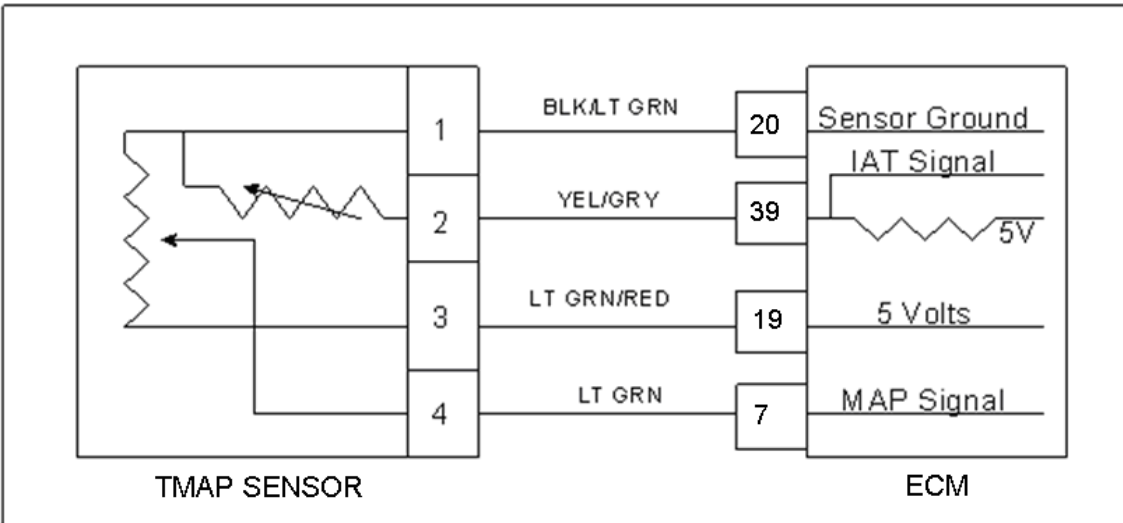 1 BLK/LT GRN 20 Sensor Ground
IAT Signal
2 YEL/GRY 39
5V
3 LT GRN/RED 19 5 Volts
4 LT GRN 7 MAP Signal
TMAP SENSOR ECM